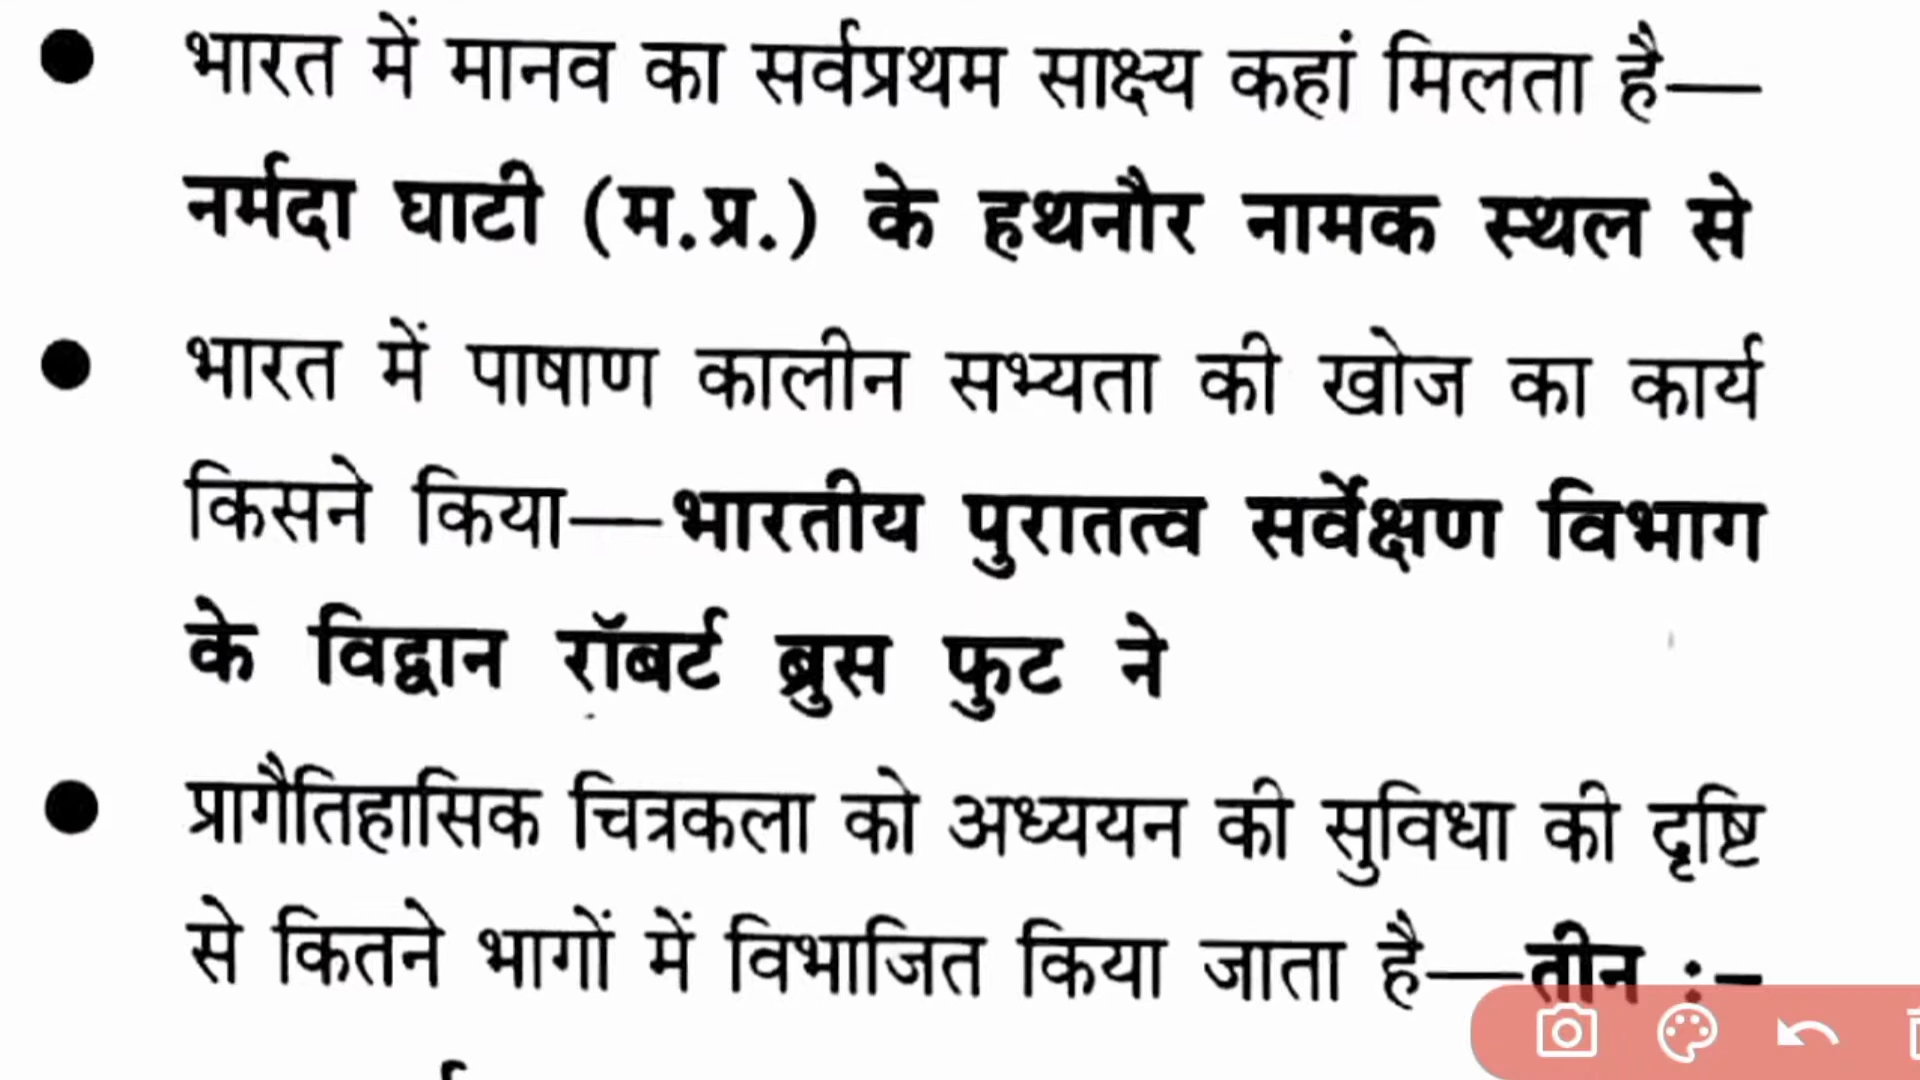 ● भारत में मानव का सर्वप्रथम साक्ष्य कहां मिलता है—
नर्मदा घाटी (म.प्र.) के हथनौर नामक स्थल से
● भारत में पाषाण कालीन सभ्यता की खोज का कार्य
किसने किया—भारतीय पुरातत्व सर्वेक्षण विभाग
के विद्वान रॉबर्ट ब्रुस फुट ने
● प्रागैतिहासिक चित्रकला को अध्ययन की सुविधा की दृष्टि
से कितने भागों में विभाजित किया जाता है—तीन :–